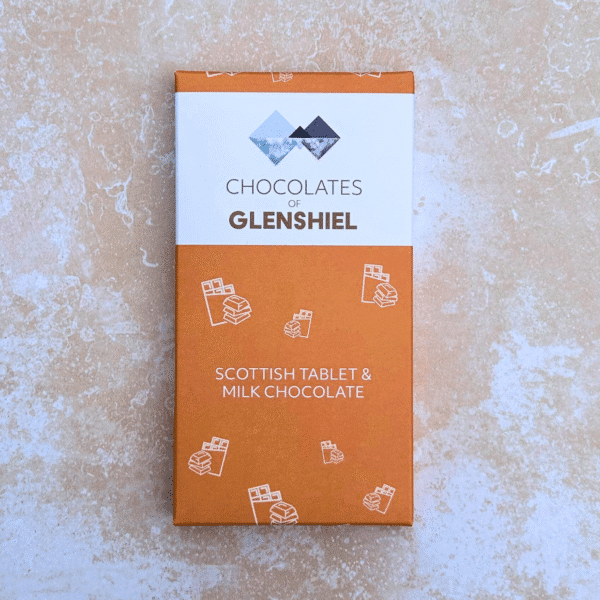 CHOCOLATES
OF
GLENSHIEL
SCOTTISH TABLET &
MILK CHOCOLATE